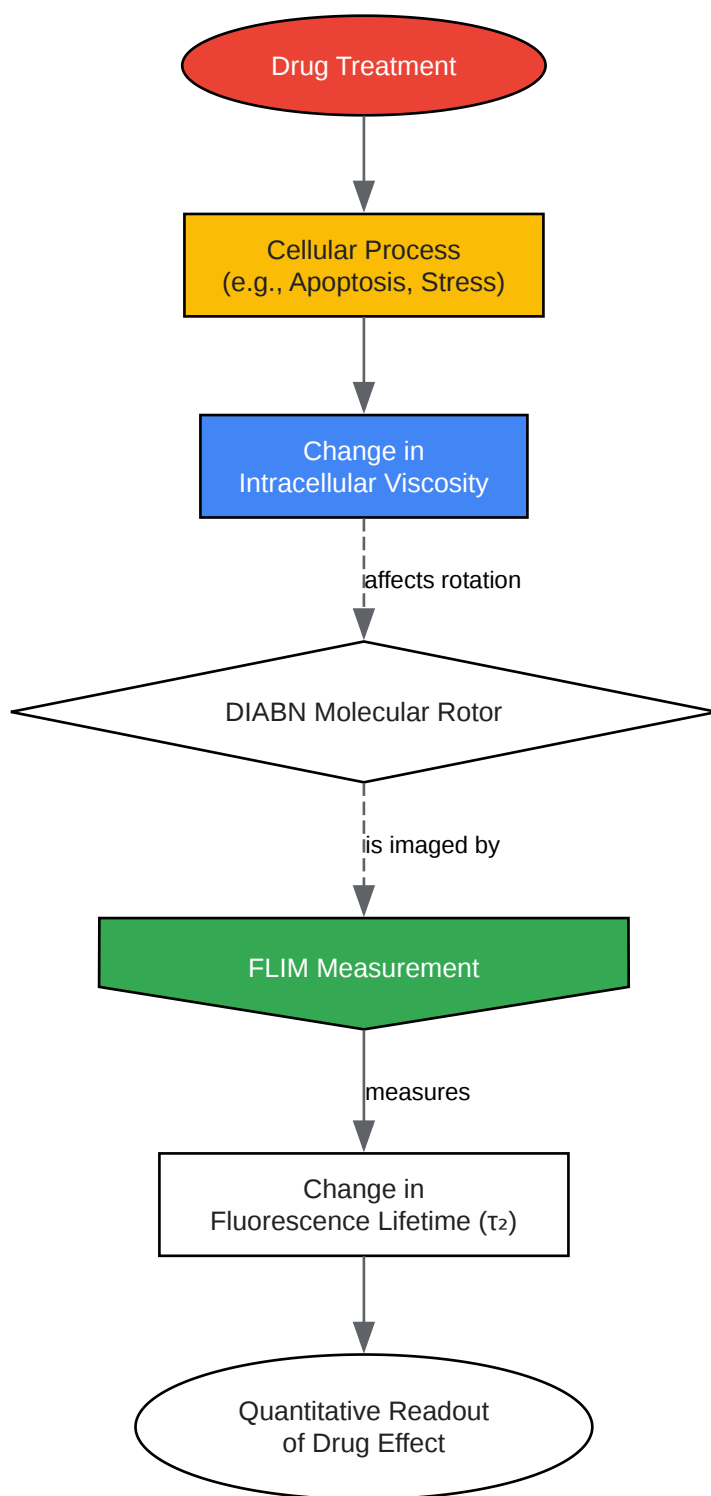 Drug Treatment
Cellular Process
(e.g., Apoptosis, Stress)
Change in
Intracellular Viscosity
affects rotation
DIABN Molecular Rotor
is imaged by
FLIM Measurement
measures
Change in
Fluorescence Lifetime (τ₂)
Quantitative Readout
of Drug Effect